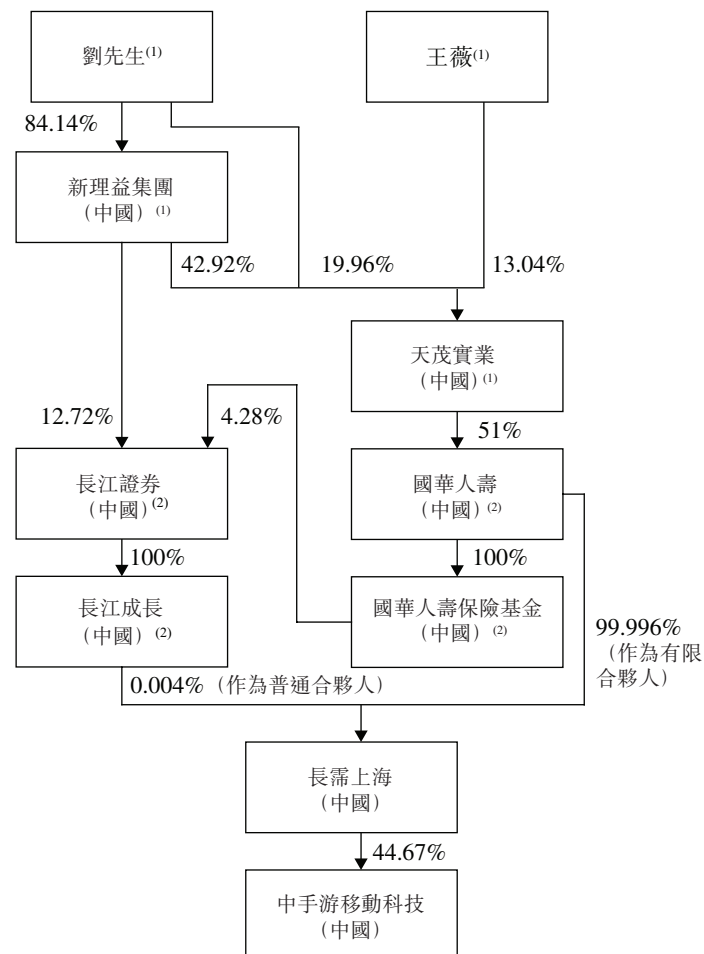 劉先生(1)
王薇(1)
84.14%
新理益集團
（中國）(1)
42.92%
19.96%
13.04%
天茂實業
（中國）(1)
12.72%
4.28%
51%
長江證券
（中國）(2)
國華人壽
（中國）(2)
100%
100%
長江成長
（中國）(2)
國華人壽保險基金
（中國）(2)
99.996%
（作為有限
合夥人）
0.004%（作為普通合夥人）
長霈上海
（中國）
44.67%
中手游移動科技
（中國）